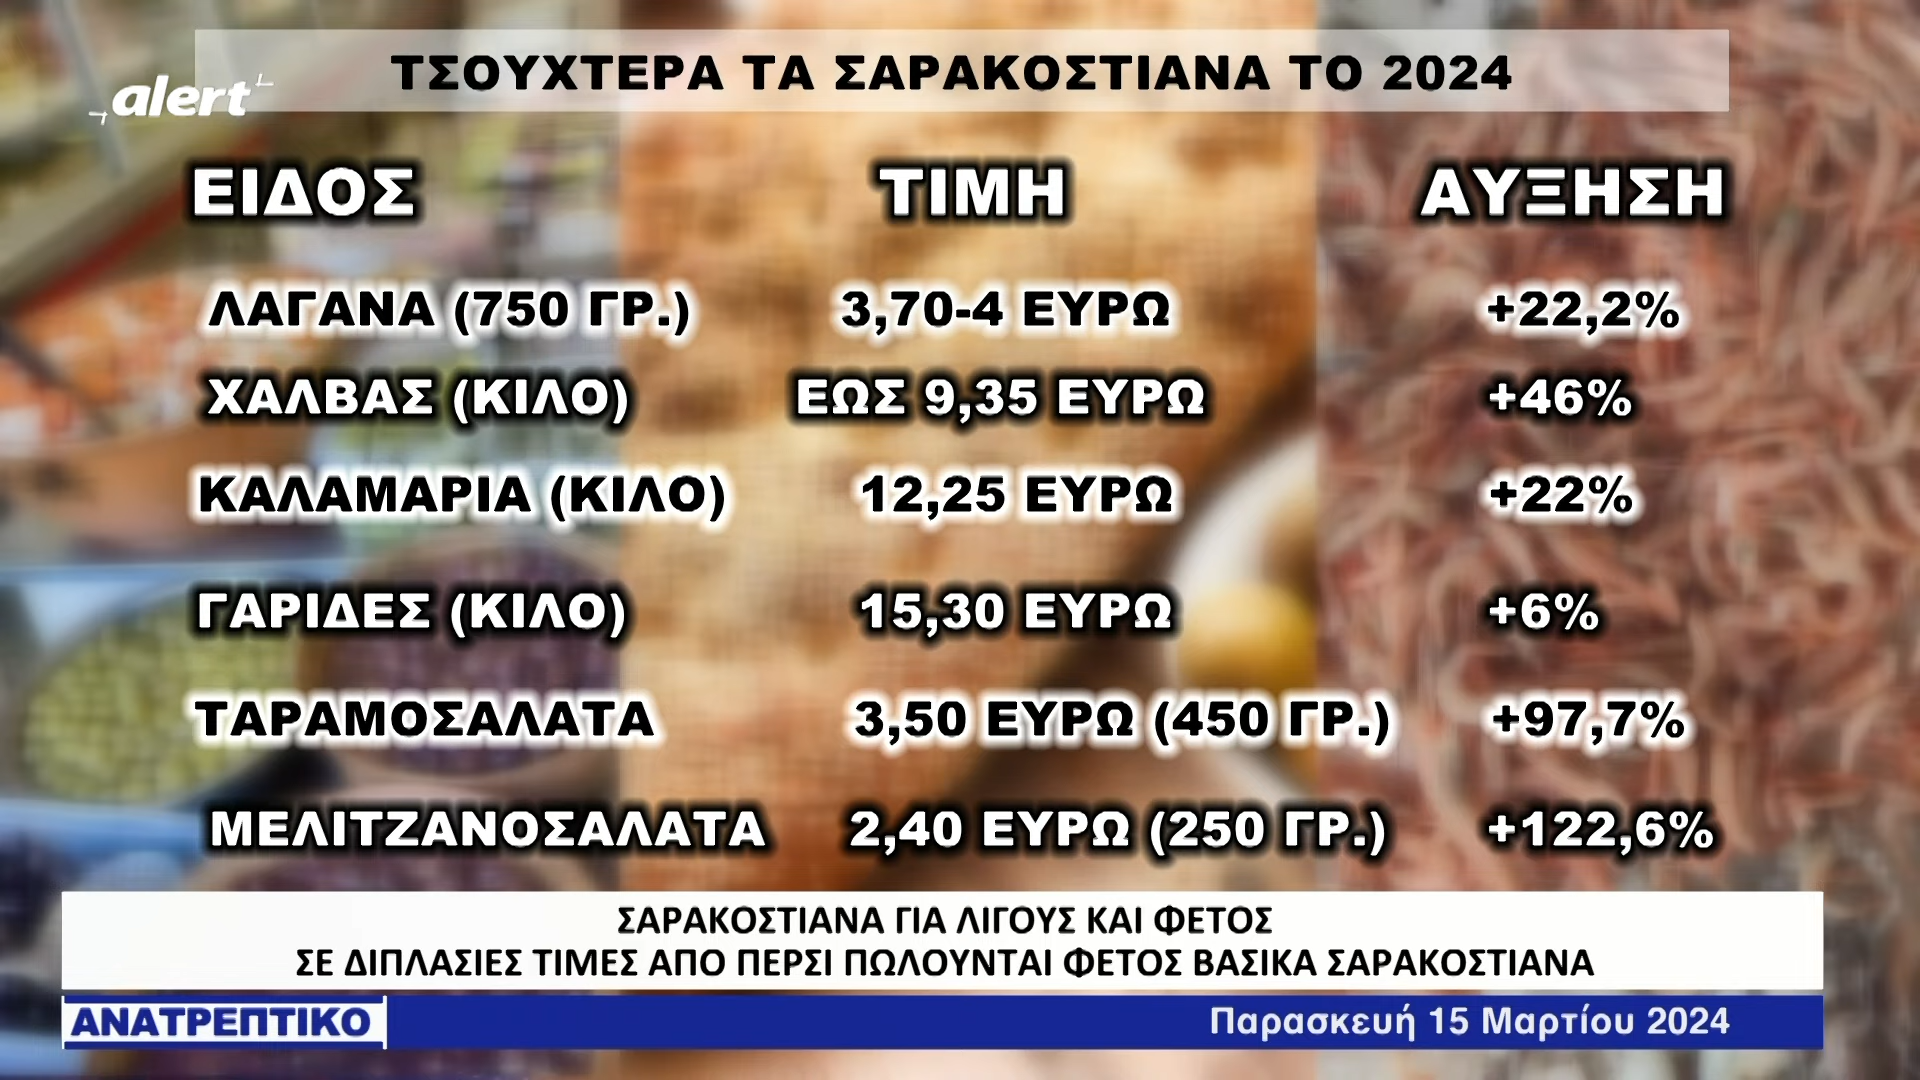 ΤΣΟΥΧΤΕΡΑ ΤΑ ΣΑΡΑΚΟΣΤΙΑΝΑ ΤΟ 2024
alert
ΕΙΔΟΣ ΤΙΜΗ ΑΥΞΗΣΗ
ΛΑΓΑΝΑ (750 ΓΡ.) 3,70-4 ΕΥΡΩ +22,2%
ΧΑΛΒΑΣ (ΚΙΛΟ) ΕΩΣ 9,35 ΕΥΡΩ +46%
ΚΑΛΑΜΑΡΙΑ (ΚΙΛΟ) 12,25 ΕΥΡΩ +22%
ΓΑΡΙΔΕΣ (ΚΙΛΟ) 15,30 ΕΥΡΩ +6%
ΤΑΡΑΜΟΣΑΛΑΤΑ 3,50 ΕΥΡΩ (450 ΓΡ.) +97,7%
ΜΕΛΙΤΖΑΝΟΣΑΛΑΤΑ 2,40 ΕΥΡΩ (250 ΓΡ.) +122,6%
ΣΑΡΑΚΟΣΤΙΑΝΑ ΓΙΑ ΛΙΓΟΥΣ ΚΑΙ ΦΕΤΟΣ
ΣΕ ΔΙΠΛΑΣΙΕΣ ΤΙΜΕΣ ΑΠΟ ΠΕΡΣΙ ΠΩΛΟΥΝΤΑΙ ΦΕΤΟΣ ΒΑΣΙΚΑ ΣΑΡΑΚΟΣΤΙΑΝΑ
ΑΝΑΤΡΕΠΤΙΚΟ Παρασκευή 15 Μαρτίου 2024